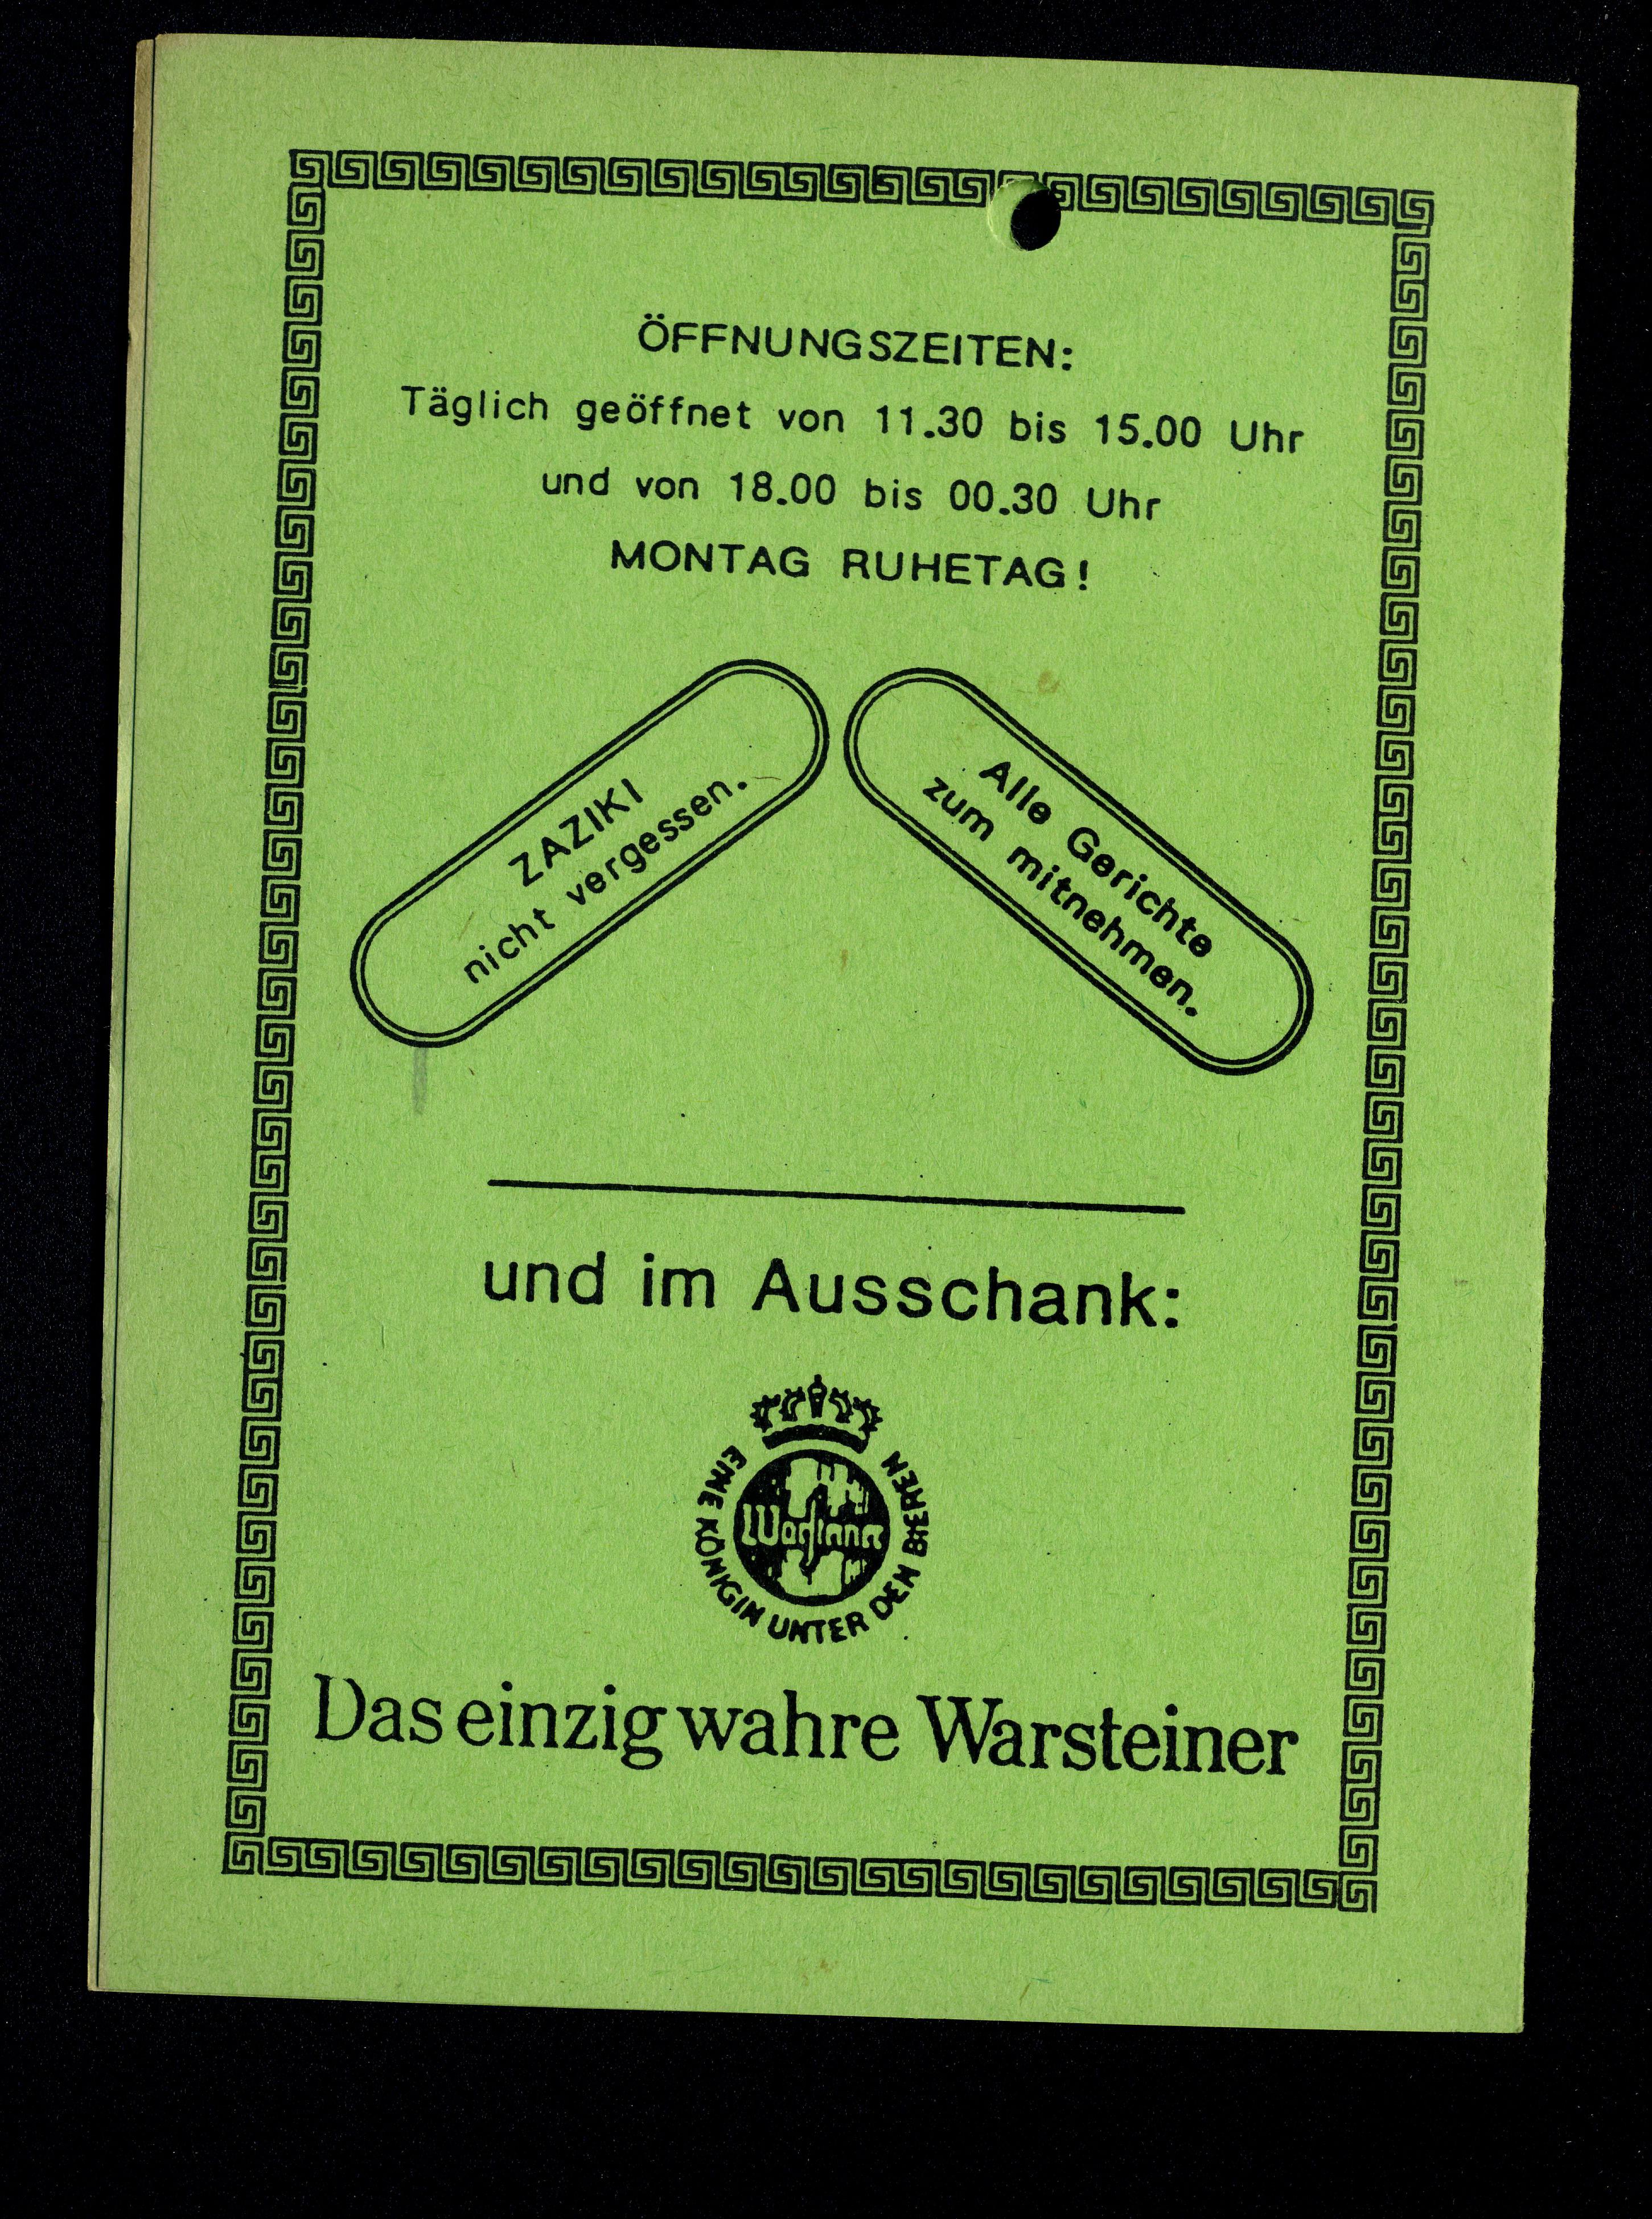 ÖFFNUNGSZEITEN:
Täglich geöffnet von 11.30 bis 15.00 Uhr
und von 18.00 bis 00.30 Uhr
MONTAG RUHETAG!
ZAZIKI
nicht vergessen.
Alle Gerichte
zum mitnehmen.
und im Ausschank:
EINE KÖNIGIN UNTER DEN BIEREN
Warsteiner
Das einzig wahre Warsteiner